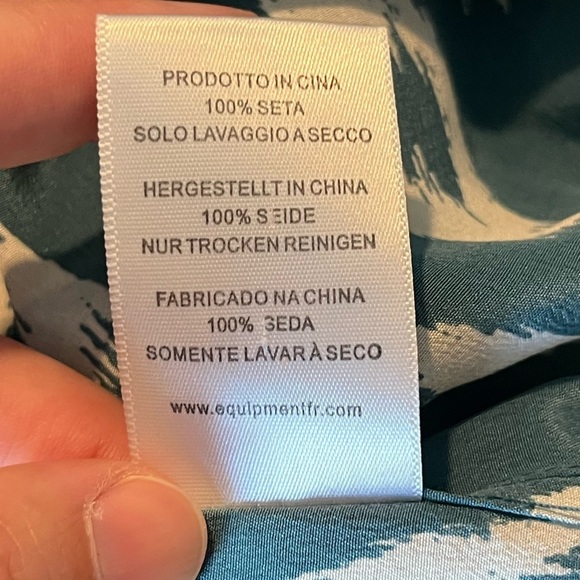 PRODOTTO IN CINA
100% SETA
SOLO LAVAGGIO A SECCO
HERGESTELLT IN CHINA
100% SEIDE
NUR TROCKEN REINIGEN
FABRICADO NA CHINA
100% SEDA
SOMENTE LAVAR À SECO
www.equipmentfr.com